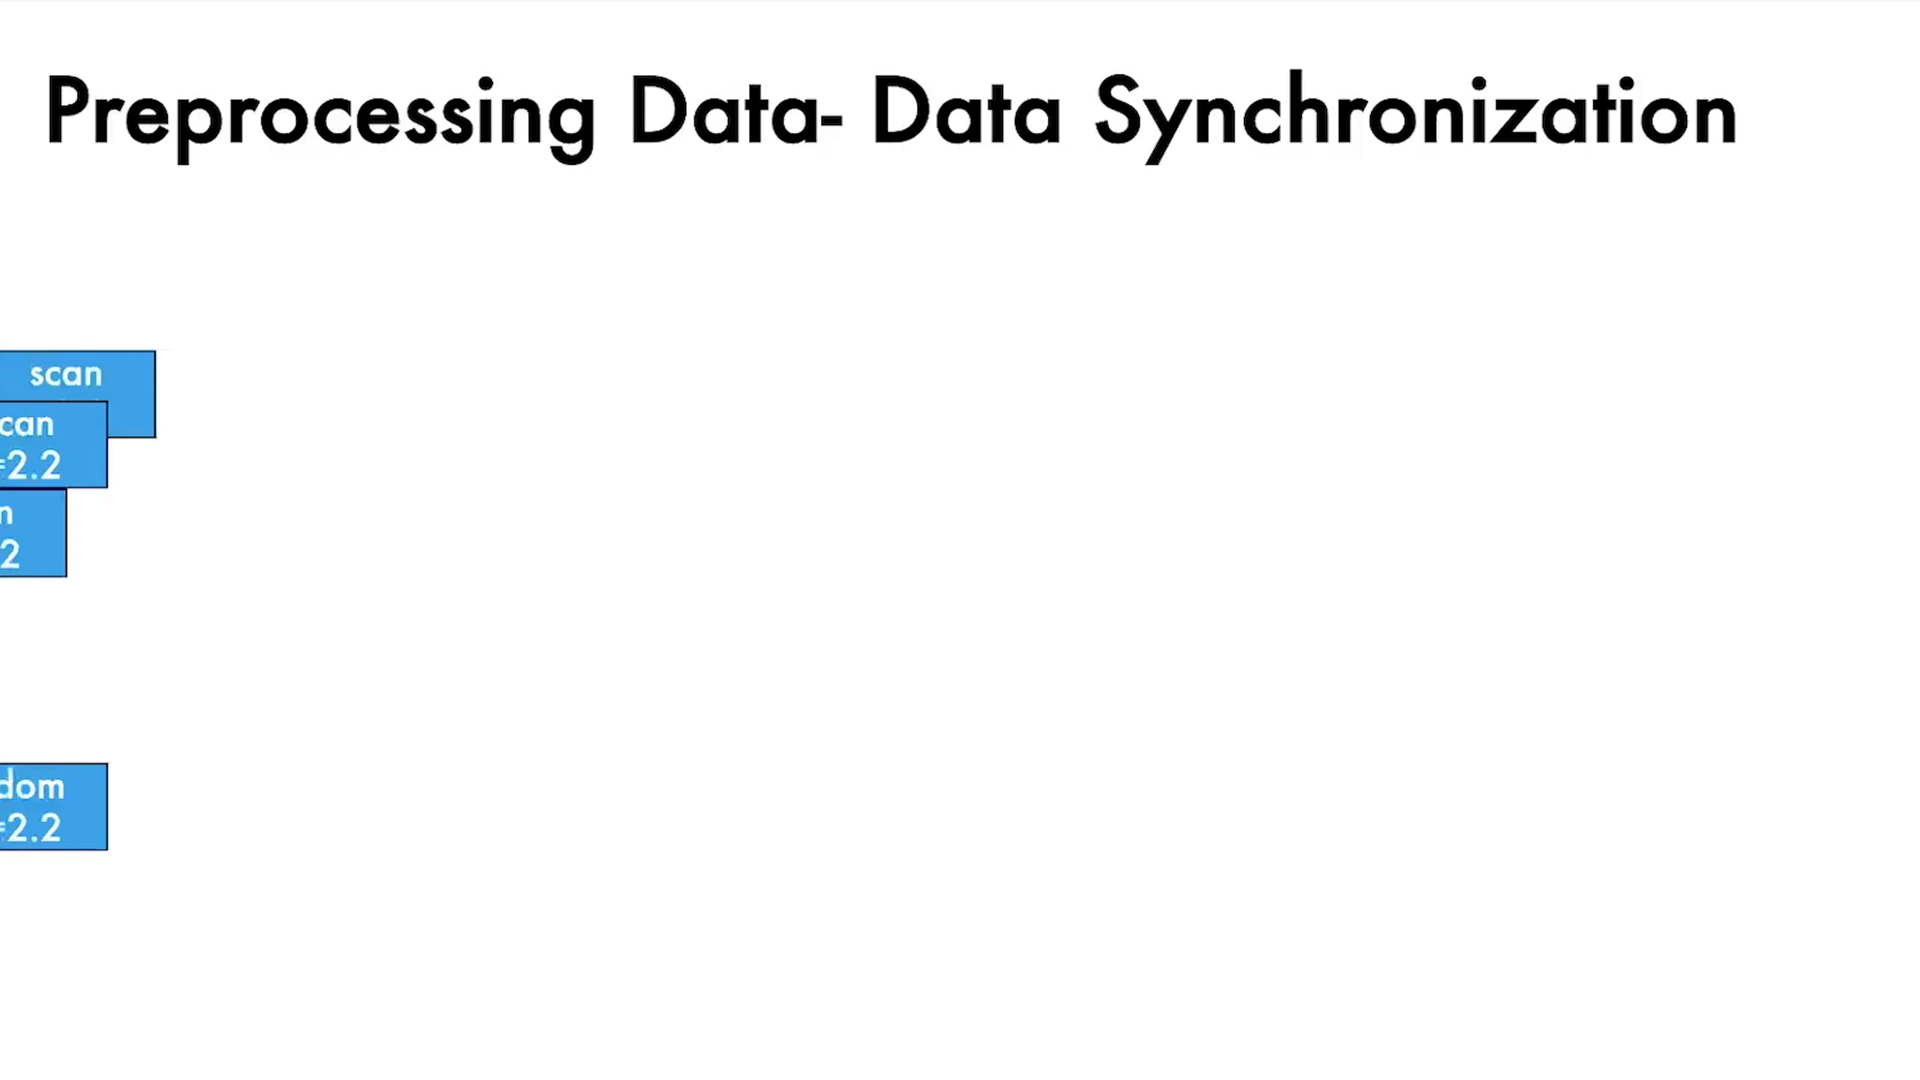 Preprocessing Data- Data Synchronization
scan
can
=2.2
n
2
dom
=2.2